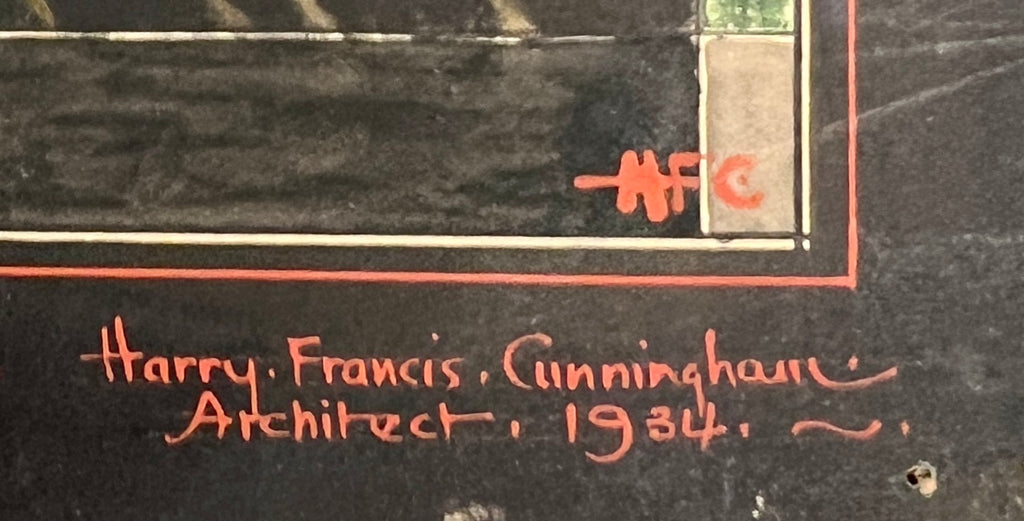 HFC
Harry. Francis. Cunningham.
Architect. 1934. ~.